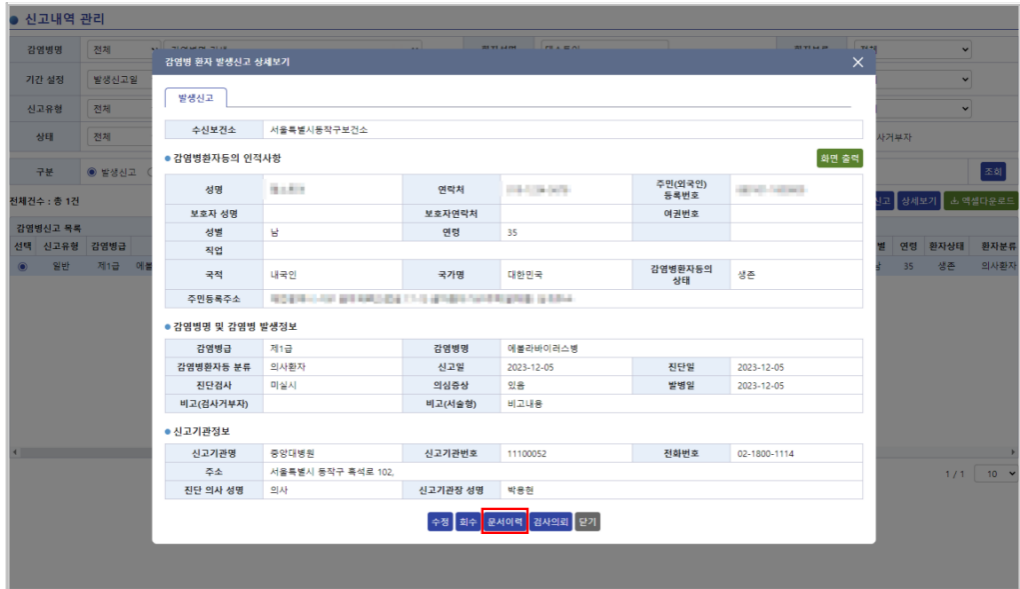 신고내역 관리
감염병명 전체
기간 설정 발생신고일
신고유형 전체
상태 전체 사거부자
구분 발생신고 조회
전체건수 : 총 1건 신고 상세보기 엑셀다운로드
감염병신고 목록
선택 신고유형 감염병급 별 연령 환자상태 환자분류
일반 제1급 에볼 남 35 생존 의사환자
1 / 1 10
감염병 환자 발생신고 상세보기
발생신고
수신보건소 서울특별시동작구보건소
감염병환자등의 인적사항 화면 출력
성명 연락처 주민(외국인)
등록번호
보호자 성명 보호자연락처 여권번호
성별 남 연령 35
직업
국적 내국인 국가명 대한민국 감염병환자등의
상태 생존
주민등록주소
감염병명 및 감염병 발생정보
감염병급 제1급 감염병명 에볼라바이러스병
감염병환자등 분류 의사환자 신고일 2023-12-05 진단일 2023-12-05
진단검사 미실시 의심증상 있음 발병일 2023-12-05
비고(검사거부자) 비고(서술형) 비고내용
신고기관정보
신고기관명 중앙대병원 신고기관번호 11100052 전화번호 02-1800-1114
주소 서울특별시 동작구 흑석로 102,
진단 의사 성명 의사 신고기관장 성명 박용현
수정 회수 문서이력 검사의뢰 닫기